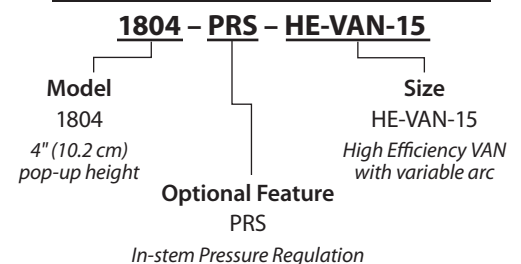 1804 – PRS – HE-VAN-15
Model
1804
4" (10.2 cm)
pop-up height
Size
HE-VAN-15
High Efficiency VAN
with variable arc
Optional Feature
PRS
In-stem Pressure Regulation